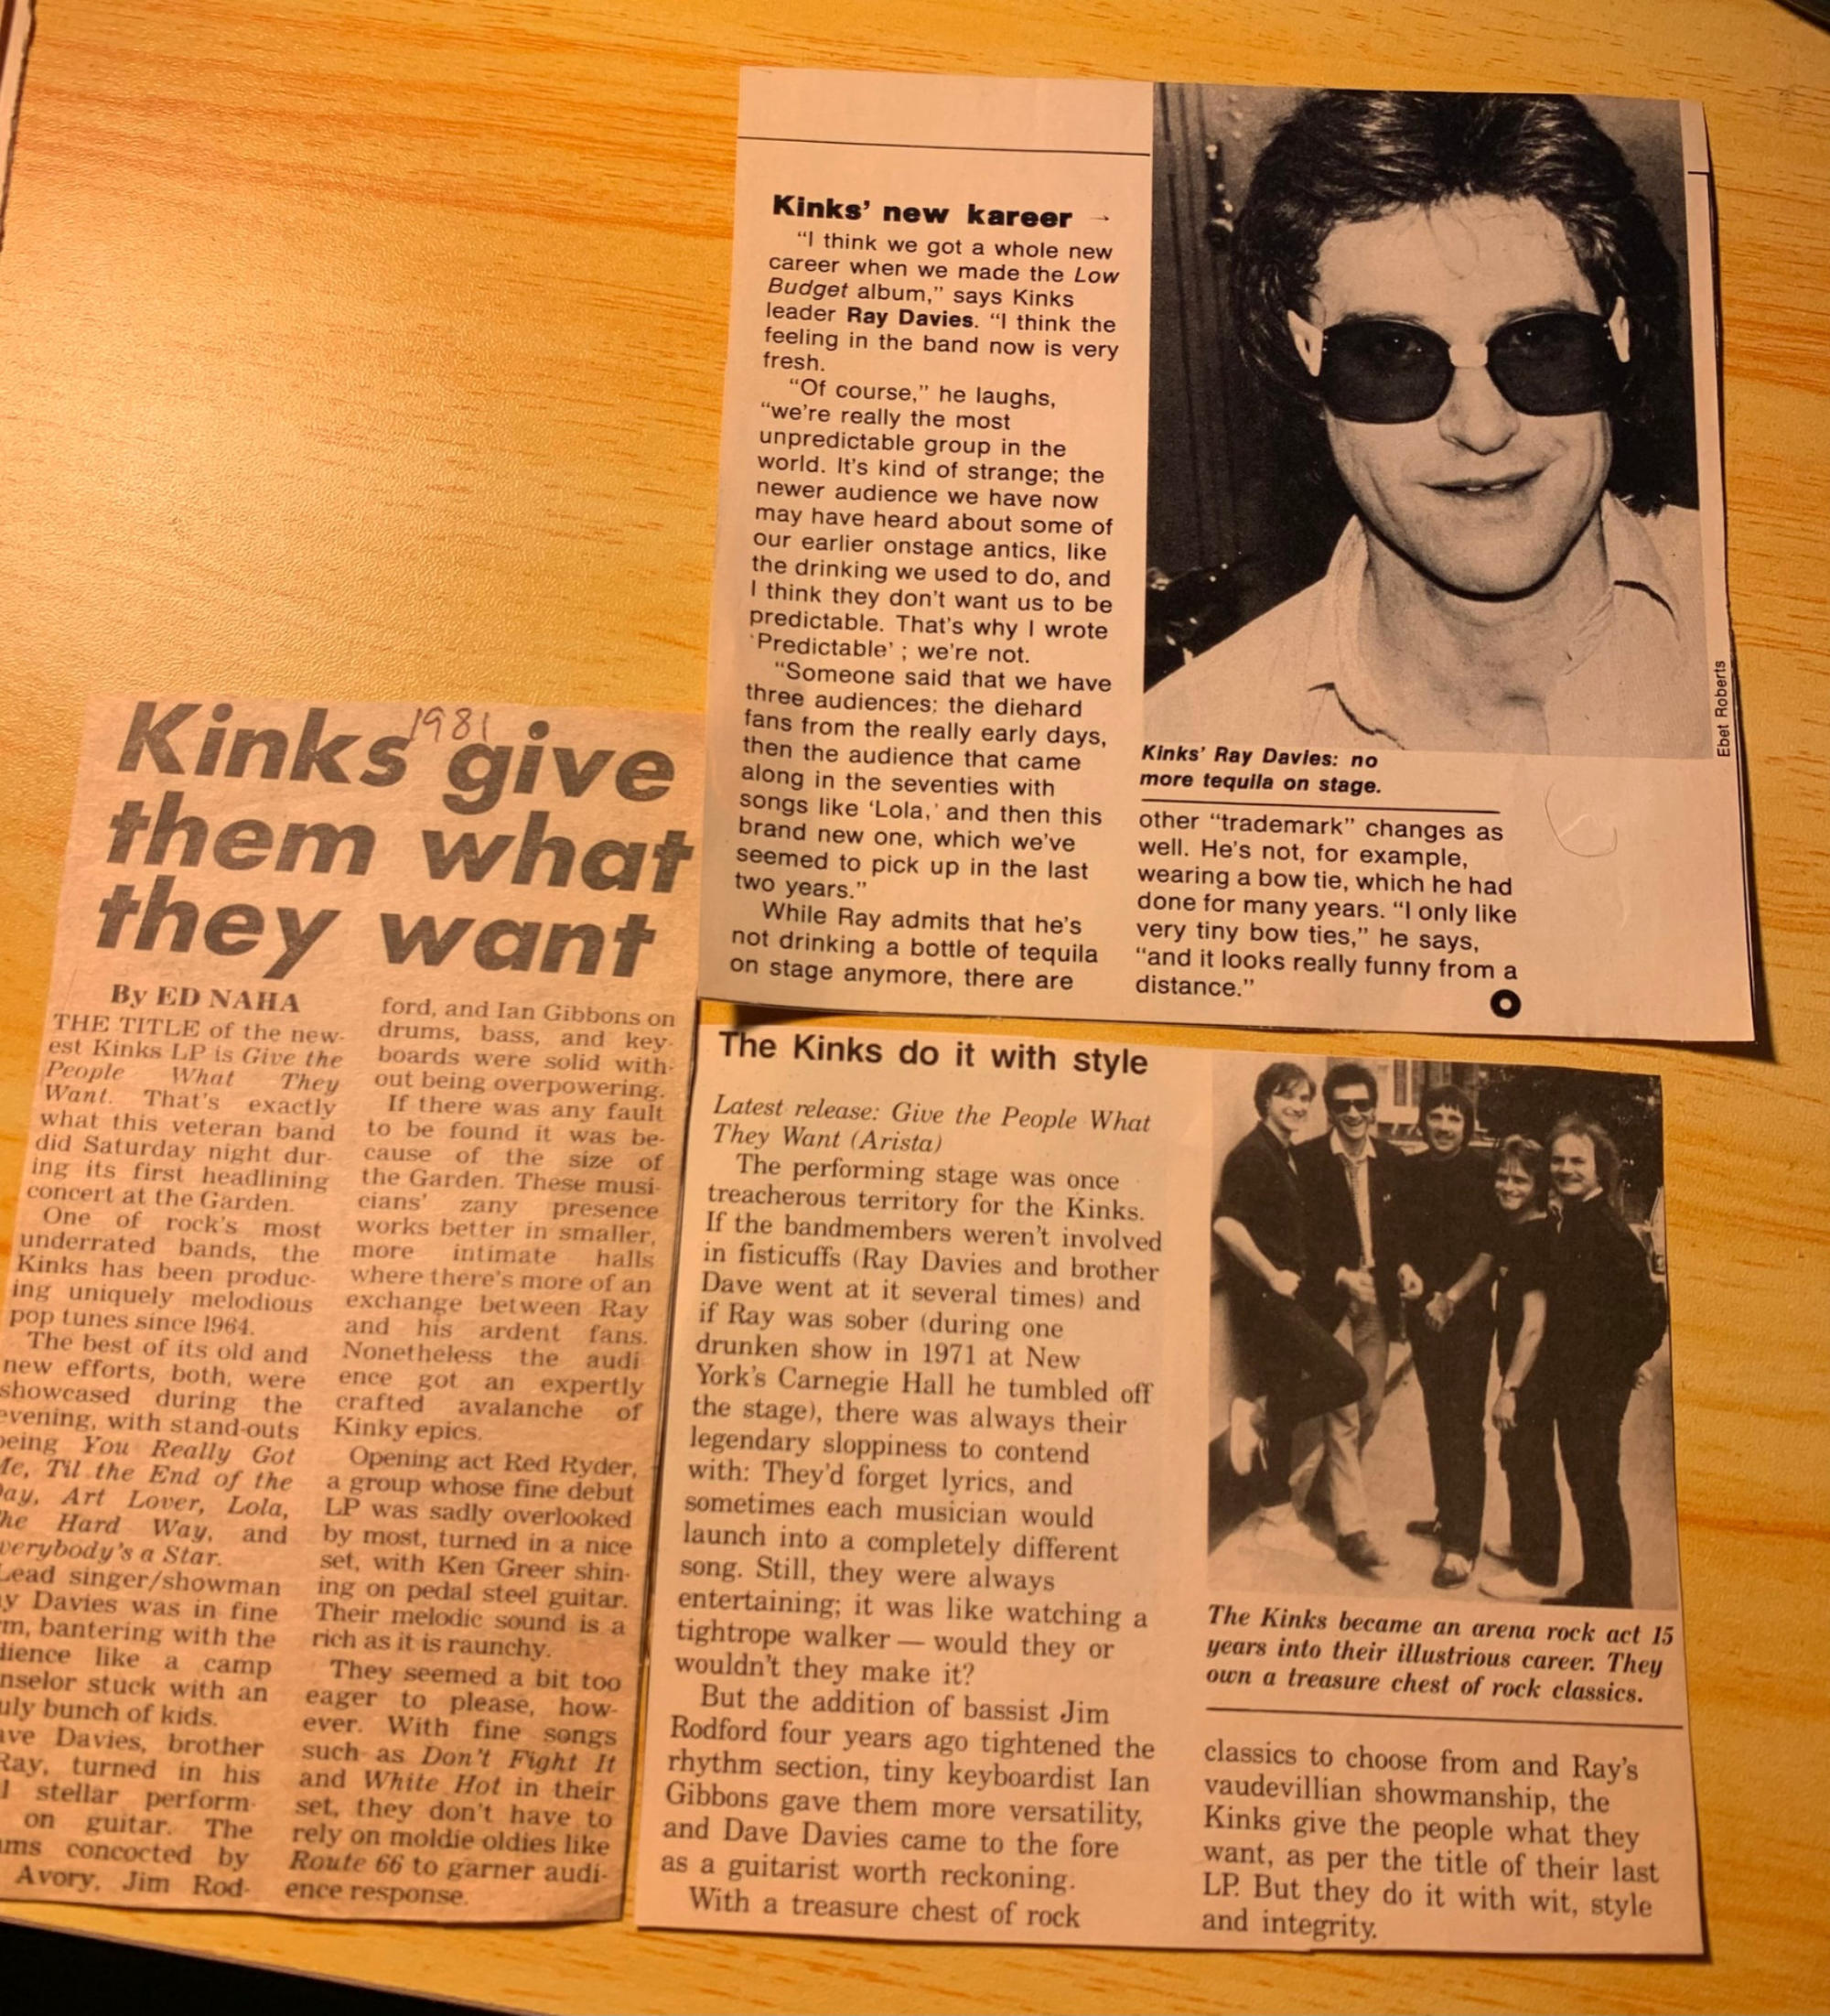 Kinks' new kareer →
"I think we got a whole new
career when we made the Low
Budget album," says Kinks
leader Ray Davies. "I think the
feeling in the band now is very
fresh.
"Of course," he laughs,
"we're really the most
unpredictable group in the
world. It's kind of strange; the
newer audience we have now
may have heard about some of
our earlier onstage antics, like
the drinking we used to do, and
I think they don't want us to be
predictable. That's why I wrote
'Predictable' ; we're not.
"Someone said that we have
three audiences: the diehard
fans from the really early days,
then the audience that came
along in the seventies with
songs like 'Lola,' and then this
brand new one, which we've
seemed to pick up in the last
two years."
While Ray admits that he's
not drinking a bottle of tequila
on stage anymore, there are
Ebet Roberts
Kinks' Ray Davies: no
more tequila on stage.
other "trademark" changes as
well. He's not, for example,
wearing a bow tie, which he had
done for many years. "I only like
very tiny bow ties," he says,
"and it looks really funny from a
distance."
1981
Kinks give
them what
they want
By ED NAHA
THE TITLE of the new-
est Kinks LP is Give the
People What They
Want. That's exactly
what this veteran band
did Saturday night dur-
ing its first headlining
concert at the Garden.
One of rock's most
underrated bands, the
Kinks has been produc-
ing uniquely melodious
pop tunes since 1964.
The best of its old and
new efforts, both, were
showcased during the
evening, with stand-outs
being You Really Got
Me, Til the End of the
Day, Art Lover, Lola,
The Hard Way, and
Everybody's a Star.
Lead singer/showman
y Davies was in fine
rm, bantering with the
dience like a camp
nselor stuck with an
uly bunch of kids.
ave Davies, brother
Ray, turned in his
l stellar perform-
on guitar. The
ms concocted by
Avory, Jim Rod-
ford, and Ian Gibbons on
drums, bass, and key-
boards were solid with-
out being overpowering.
If there was any fault
to be found it was be-
cause of the size of
the Garden. These musi-
cians' zany presence
works better in smaller,
more intimate halls
where there's more of an
exchange between Ray
and his ardent fans.
Nonetheless the audi
ence got an expertly
crafted avalanche of
Kinky epics.
Opening act Red Ryder,
a group whose fine debut
LP was sadly overlooked
by most, turned in a nice
set, with Ken Greer shin-
ing on pedal steel guitar.
Their melodic sound is a
rich as it is raunchy.
They seemed a bit too
eager to please, how-
ever. With fine songs
such as Don't Fight It
and White Hot in their
set, they don't have to
rely on moldie oldies like
Route 66 to garner audi-
ence response.
The Kinks do it with style
Latest release: Give the People What
They Want (Arista)
The performing stage was once
treacherous territory for the Kinks.
If the bandmembers weren't involved
in fisticuffs (Ray Davies and brother
Dave went at it several times) and
if Ray was sober (during one
drunken show in 1971 at New
York's Carnegie Hall he tumbled off
the stage), there was always their
legendary sloppiness to contend
with: They'd forget lyrics, and
sometimes each musician would
launch into a completely different
song. Still, they were always
entertaining; it was like watching a
tightrope walker — would they or
wouldn't they make it?
But the addition of bassist Jim
Rodford four years ago tightened the
rhythm section, tiny keyboardist Ian
Gibbons gave them more versatility,
and Dave Davies came to the fore
as a guitarist worth reckoning.
With a treasure chest of rock
The Kinks became an arena rock act 15
years into their illustrious career. They
own a treasure chest of rock classics.
classics to choose from and Ray's
vaudevillian showmanship, the
Kinks give the people what they
want, as per the title of their last
LP. But they do it with wit, style
and integrity.